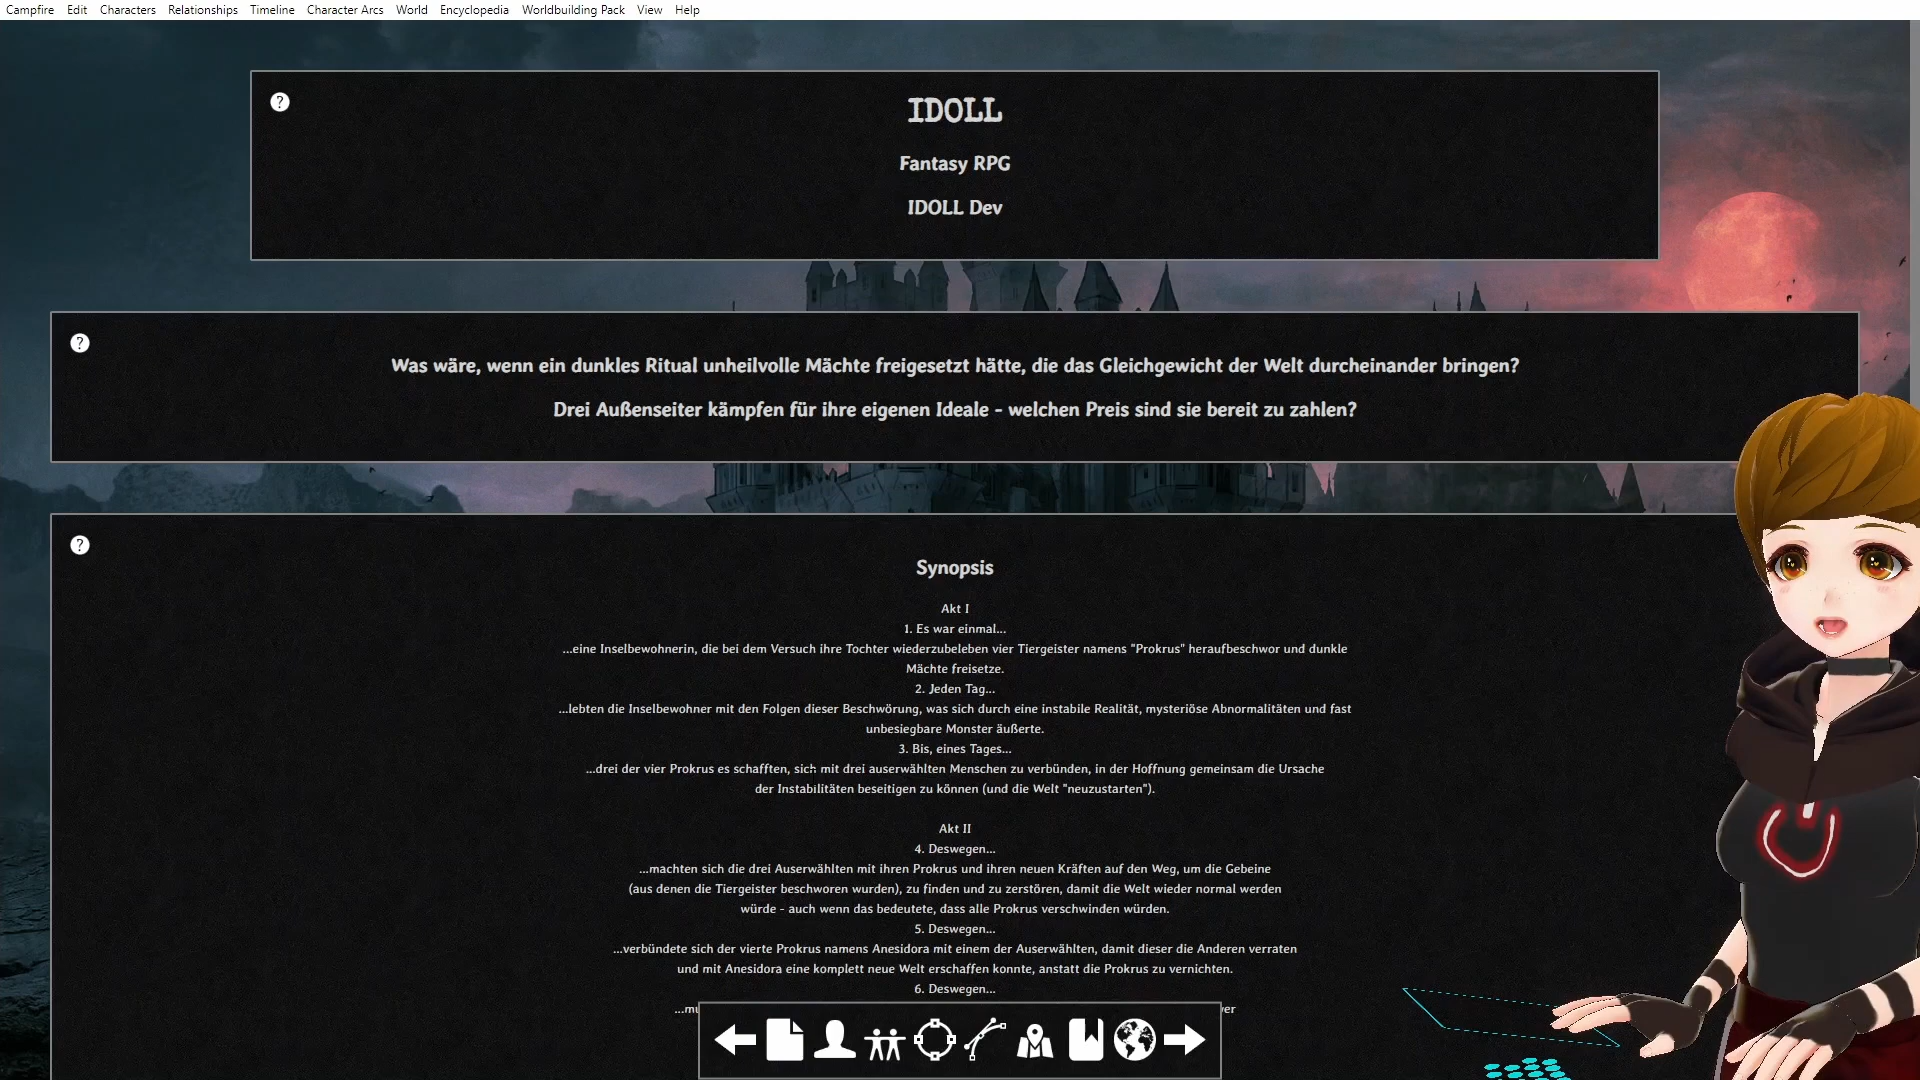 Campfire Edit Characters Relationships Timeline Character Arcs World Encyclopedia Worldbuilding Pack View Help
IDOLL
Fantasy RPG
IDOLL Dev
Was wäre, wenn ein dunkles Ritual unheilvolle Mächte freigesetzt hätte, die das Gleichgewicht der Welt durcheinander bringen?
Drei Außenseiter kämpfen für ihre eigenen Ideale - welchen Preis sind sie bereit zu zahlen?
Synopsis
Akt I
1. Es war einmal...
...eine Inselbewohnerin, die bei dem Versuch ihre Tochter wiederzubeleben vier Tiergeister namens "Prokrus" heraufbeschwor und dunkle
Mächte freisetze.
2. Jeden Tag...
...lebten die Inselbewohner mit den Folgen dieser Beschwörung, was sich durch eine instabile Realität, mysteriöse Abnormalitäten und fast
unbesiegbare Monster äußerte.
3. Bis, eines Tages...
...drei der vier Prokrus es schafften, sich mit drei auserwählten Menschen zu verbünden, in der Hoffnung gemeinsam die Ursache
der Instabilitäten beseitigen zu können (und die Welt "neuzustarten").
Akt II
4. Deswegen...
...machten sich die drei Auserwählten mit ihren Prokrus und ihren neuen Kräften auf den Weg, um die Gebeine
(aus denen die Tiergeister beschworen wurden), zu finden und zu zerstören, damit die Welt wieder normal werden
würde - auch wenn das bedeutete, dass alle Prokrus verschwinden würden.
5. Deswegen...
...verbündete sich der vierte Prokrus namens Anesidora mit einem der Auserwählten, damit dieser die Anderen verraten
und mit Anesidora eine komplett neue Welt erschaffen konnte, anstatt die Prokrus zu vernichten.
6. Deswegen...